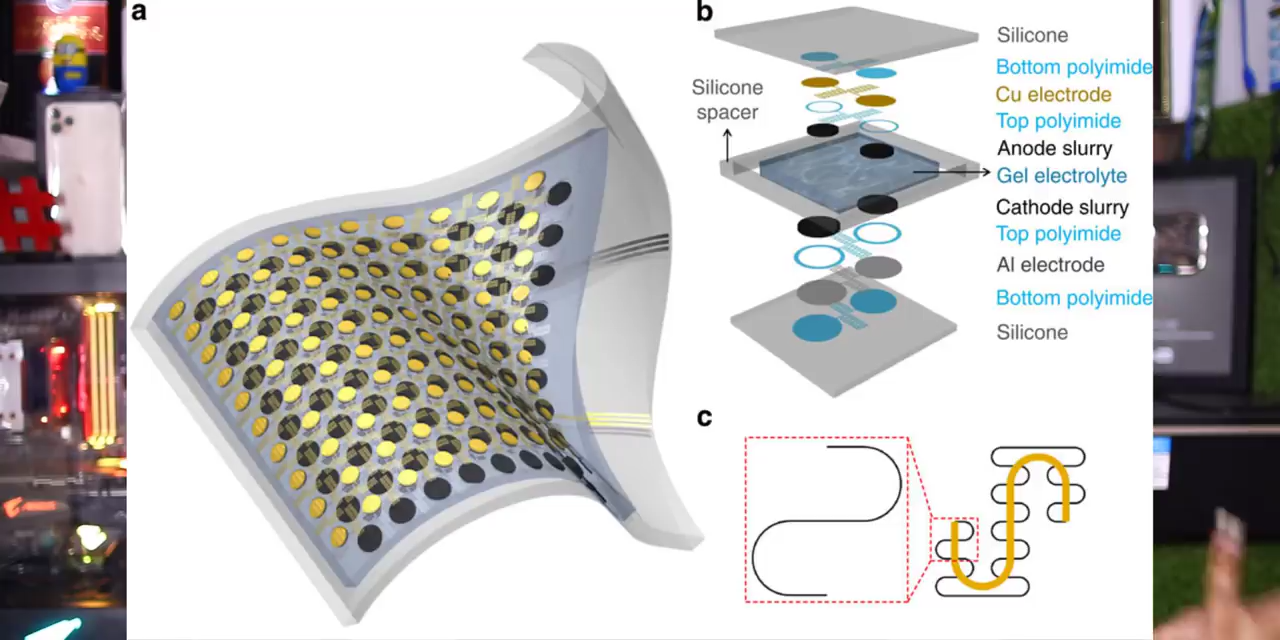 a
b
Silicone
Bottom polyimide
Cu electrode
Top polyimide
Silicone
spacer
Anode slurry
Gel electrolyte
Cathode slurry
Top polyimide
Al electrode
Bottom polyimide
Silicone
c